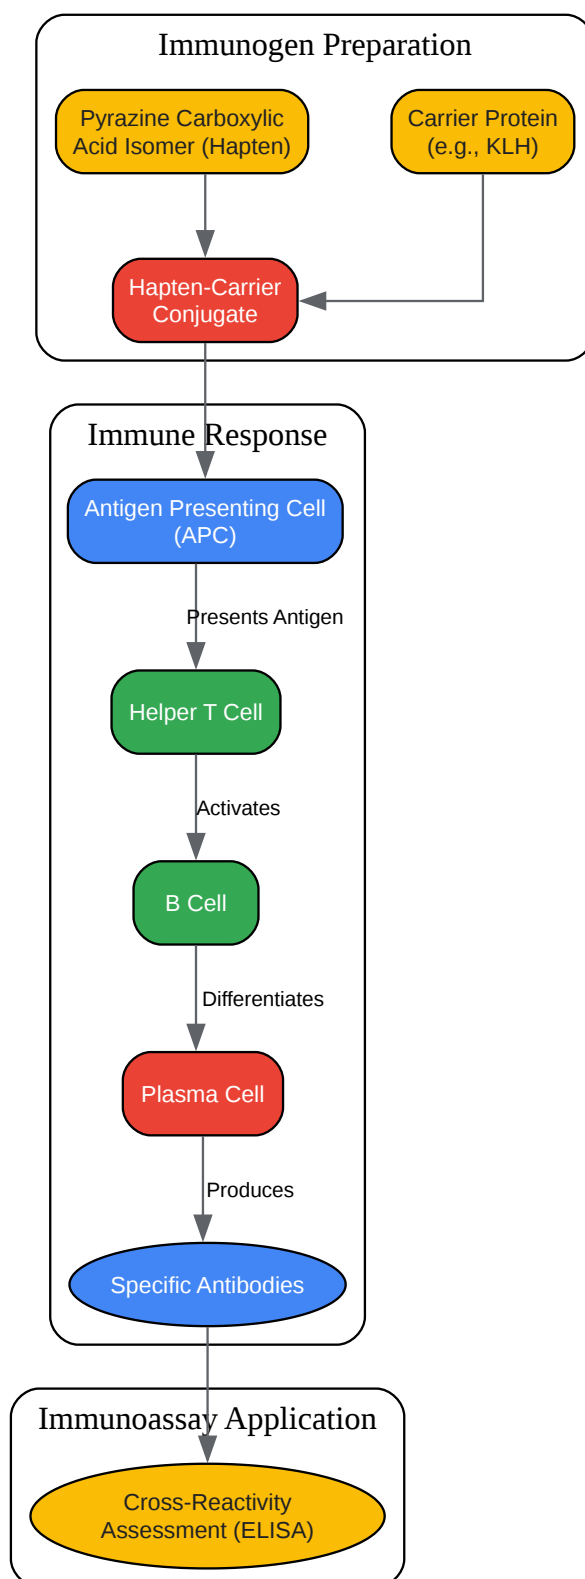 Immunogen Preparation
Pyrazine Carboxylic
Acid Isomer (Hapten)
Carrier Protein
(e.g., KLH)
Hapten-Carrier
Conjugate
Immune Response
Antigen Presenting Cell
(APC)
Presents Antigen
Helper T Cell
Activates
B Cell
Differentiates
Plasma Cell
Produces
Specific Antibodies
Immunoassay Application
Cross-Reactivity
Assessment (ELISA)